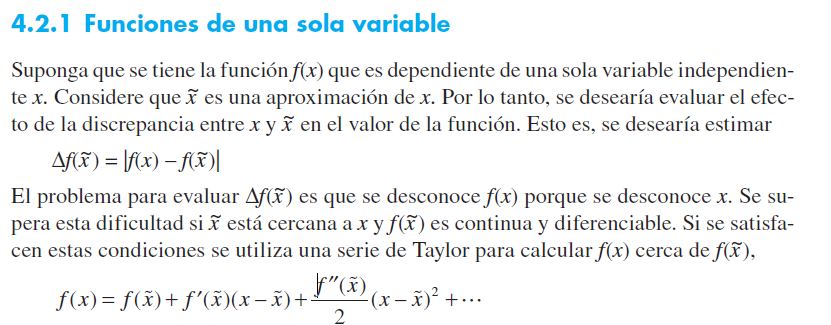 4.2.1 Funciones de una sola variable
Suponga que se tiene la función f(x) que es dependiente de una sola variable independien-
te x. Considere que x̃ es una aproximación de x. Por lo tanto, se desearía evaluar el efec-
to de la discrepancia entre x y x̃ en el valor de la función. Esto es, se desearía estimar
Δf(x̃) = |f(x) – f(x̃)|
El problema para evaluar Δf(x̃) es que se desconoce f(x) porque se desconoce x. Se su-
pera esta dificultad si x̃ está cercana a x y f(x̃) es continua y diferenciable. Si se satisfa-
cen estas condiciones se utiliza una serie de Taylor para calcular f(x) cerca de f(x̃),
f(x) = f(x̃) + f′(x̃)(x – x̃) + f″(x̃)/2 (x – x̃)² + ⋯